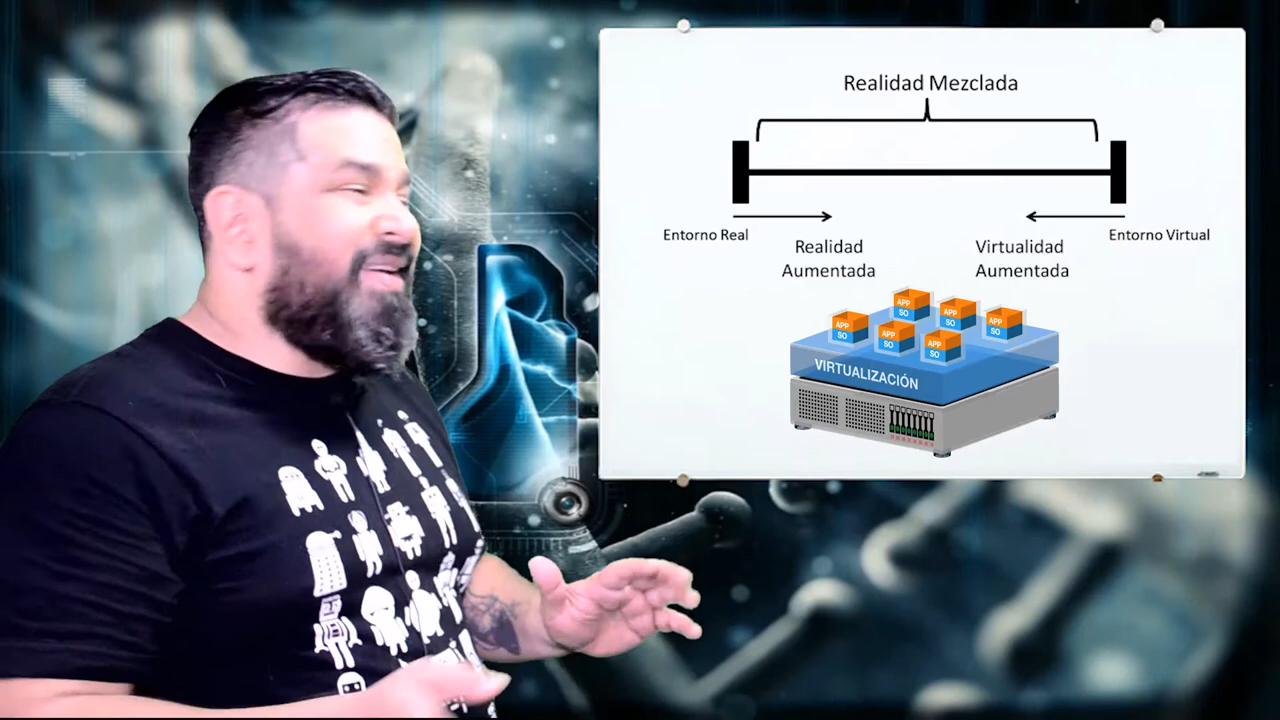 Realidad Mezclada
Entorno Real
Entorno Virtual
Realidad
Aumentada
Virtualidad
Aumentada
APP
SO
APP
SO
APP
SO
APP
SO
APP
SO
APP
SO
VIRTUALIZACIÓN